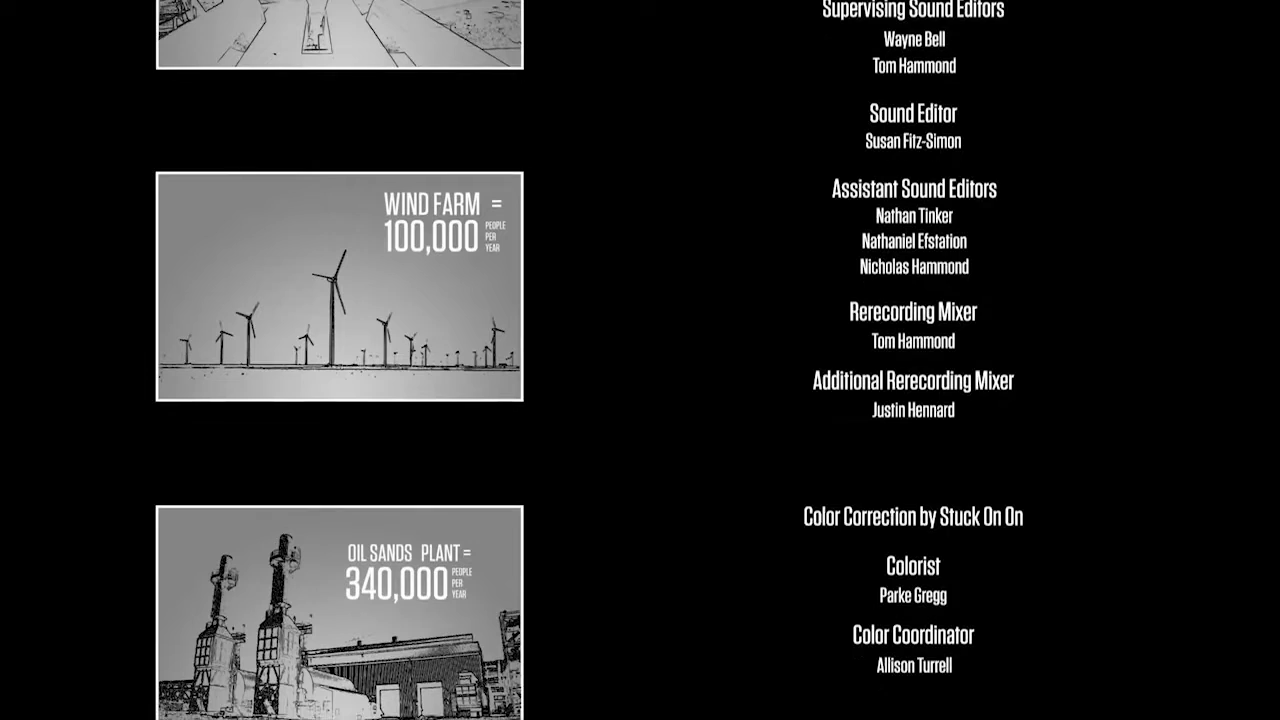 Supervising Sound Editors
Wayne Bell
Tom Hammond
Sound Editor
Susan Fitz-Simon
Assistant Sound Editors
Nathan Tinker
Nathaniel Efstation
Nicholas Hammond
Rerecording Mixer
Tom Hammond
Additional Rerecording Mixer
Justin Hennard
Color Correction by Stuck On On
Colorist
Parke Gregg
Color Coordinator
Allison Turrell
WIND FARM =
100,000 PEOPLE
PER
YEAR
OIL SANDS PLANT =
340,000 PEOPLE
PER
YEAR